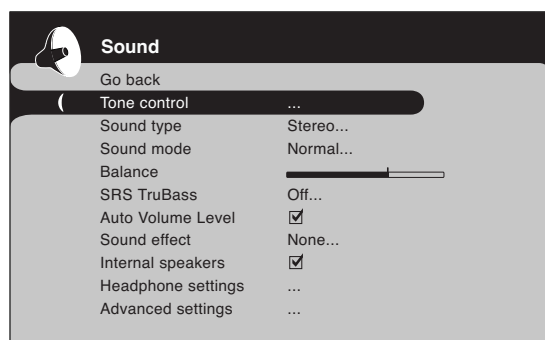 Sound
Go back
Tone control ...
Sound type Stereo...
Sound mode Normal...
Balance
SRS TruBass Off...
Auto Volume Level
Sound effect None...
Internal speakers
Headphone settings ...
Advanced settings ...